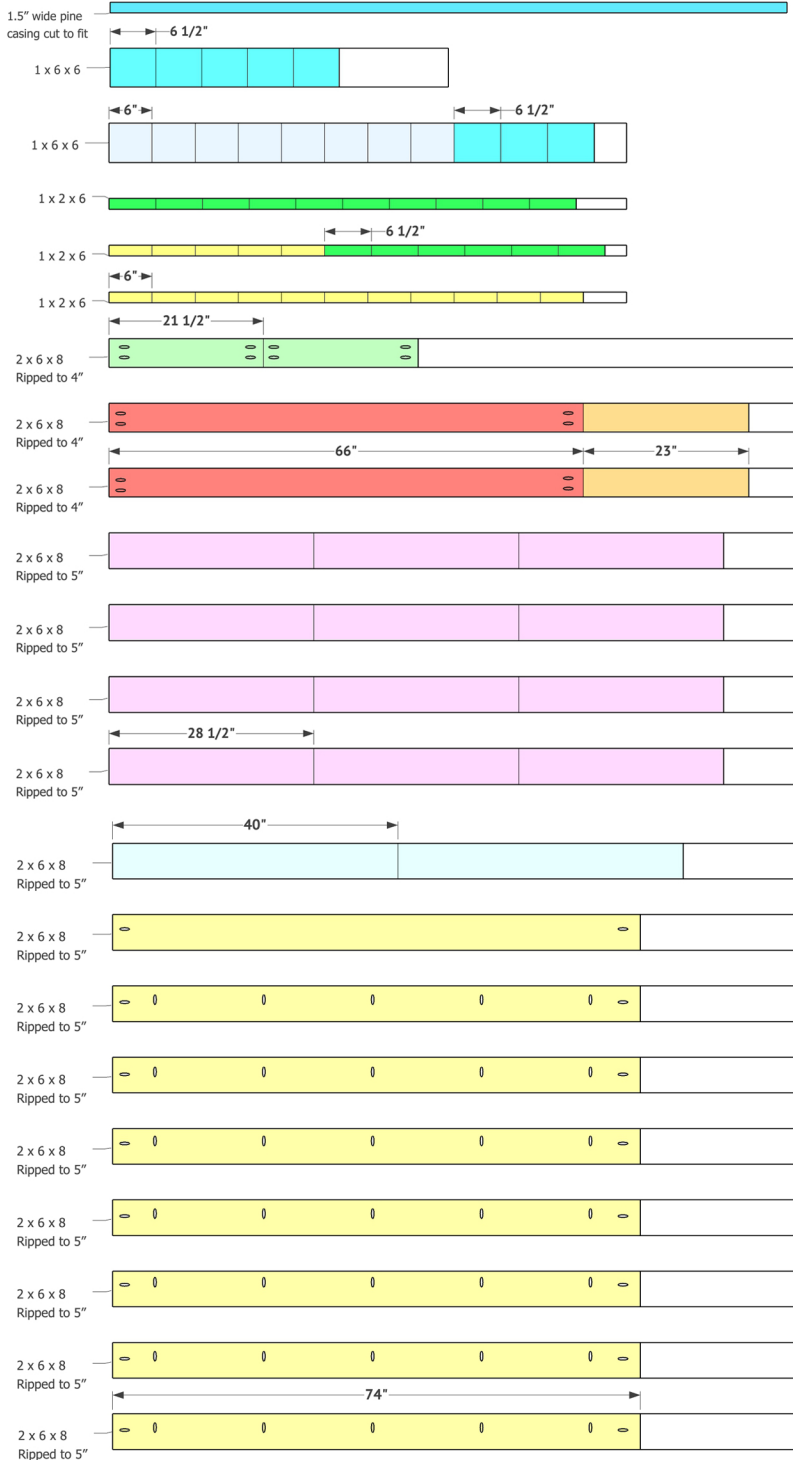 1.5” wide pine
casing cut to fit
6 1/2"
1 x 6 x 6
6"
6 1/2"
1 x 6 x 6
1 x 2 x 6
6 1/2"
1 x 2 x 6
6"
1 x 2 x 6
21 1/2"
2 x 6 x 8
Ripped to 4”
2 x 6 x 8
Ripped to 4”
66"
23"
2 x 6 x 8
Ripped to 4”
2 x 6 x 8
Ripped to 5”
2 x 6 x 8
Ripped to 5”
2 x 6 x 8
Ripped to 5”
28 1/2"
2 x 6 x 8
Ripped to 5”
40"
2 x 6 x 8
Ripped to 5”
2 x 6 x 8
Ripped to 5”
2 x 6 x 8
Ripped to 5”
2 x 6 x 8
Ripped to 5”
2 x 6 x 8
Ripped to 5”
2 x 6 x 8
Ripped to 5”
2 x 6 x 8
Ripped to 5”
2 x 6 x 8
Ripped to 5”
74"
2 x 6 x 8
Ripped to 5”